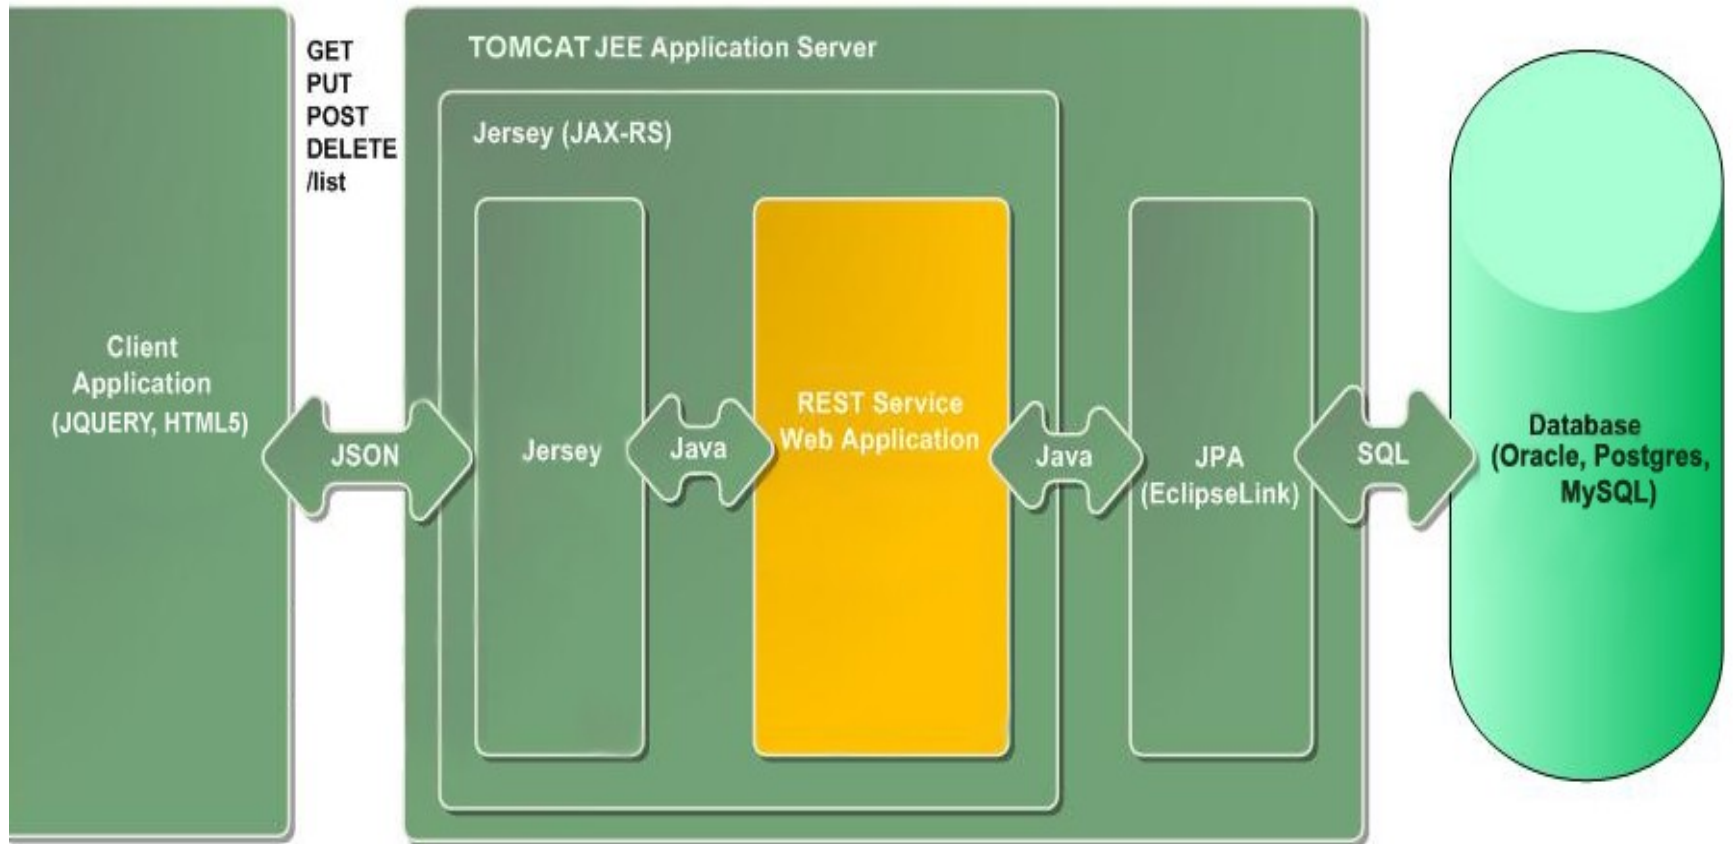 GET
PUT
POST
DELETE
/list
TOMCAT JEE Application Server
Jersey (JAX-RS)
Client
Application
(JQUERY, HTML5)
JSON
Jersey
Java
REST Service
Web Application
Java
JPA
(EclipseLink)
SQL
Database
(Oracle, Postgres,
MySQL)